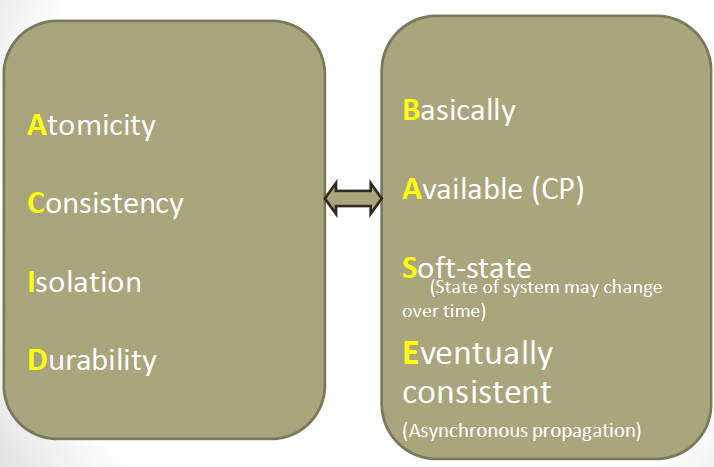 Atomicity
Consistency
Isolation
Durability
Basically
Available (CP)
Soft-state
(State of system may change
over time)
Eventually
consistent
(Asynchronous propagation)